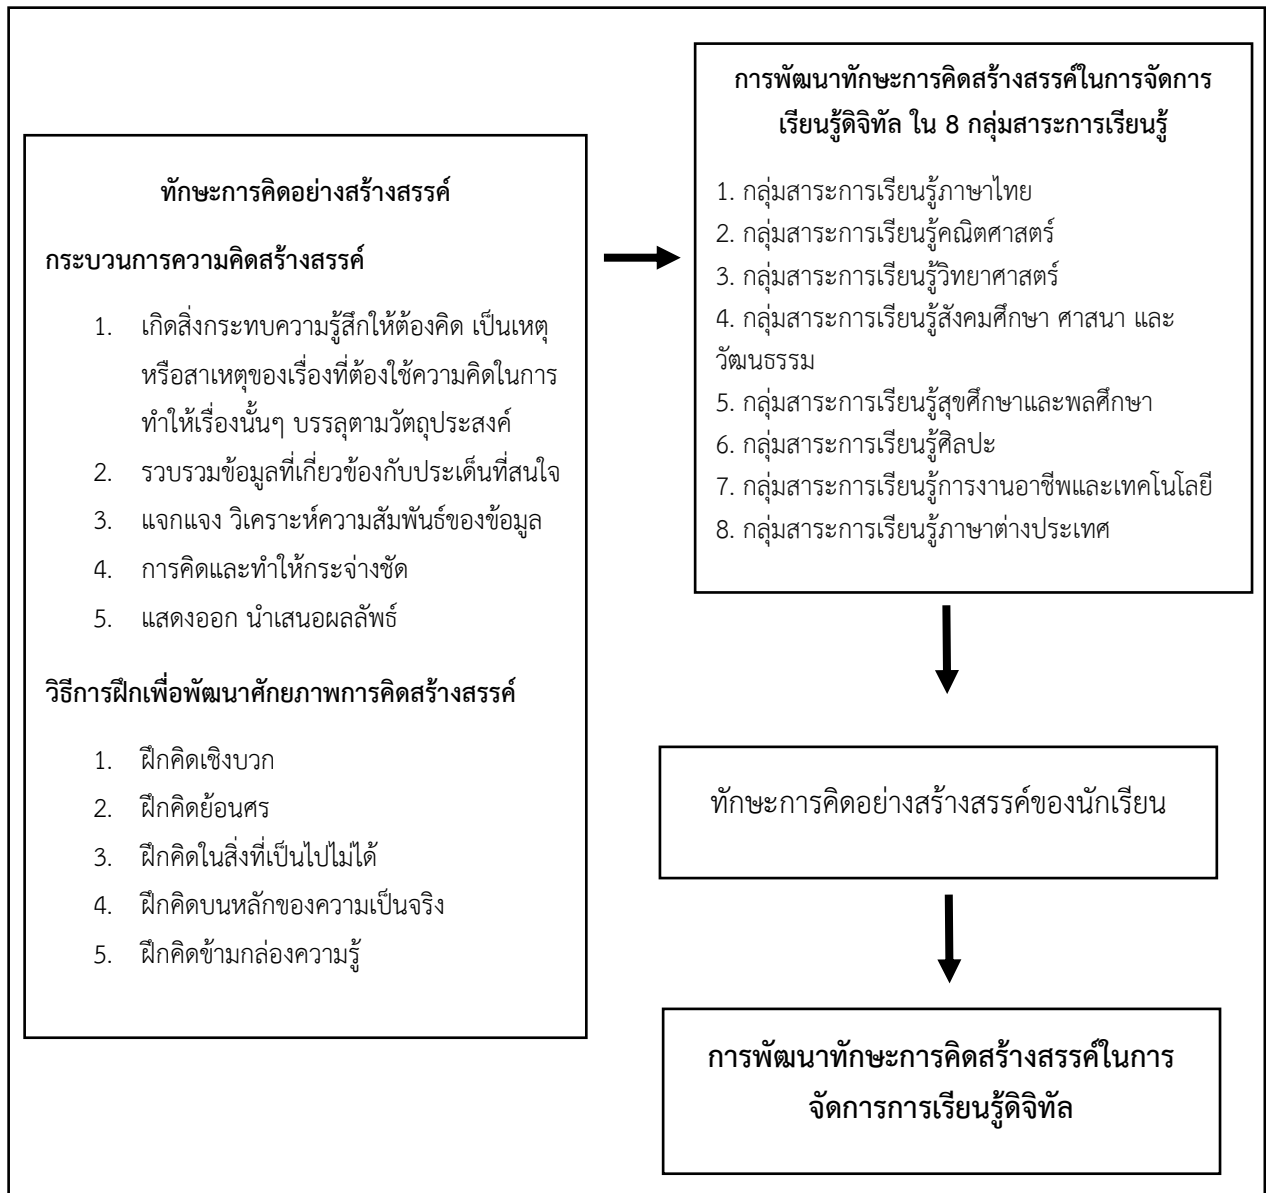 ทักษะการคิดอย่างสร้างสรรค์
กระบวนการความคิดสร้างสรรค์
1. เกิดสิ่งกระทบความรู้สึกให้ต้องคิด เป็นเหตุ
หรือสาเหตุของเรื่องที่ต้องใช้ความคิดในการ
ทำให้เรื่องนั้นๆ บรรลุตามวัตถุประสงค์
2. รวบรวมข้อมูลที่เกี่ยวข้องกับประเด็นที่สนใจ
3. แจกแจง วิเคราะห์ความสัมพันธ์ของข้อมูล
4. การคิดและทำให้กระจ่างชัด
5. แสดงออก นำเสนอผลลัพธ์
วิธีการฝึกเพื่อพัฒนาศักยภาพการคิดสร้างสรรค์
1. ฝึกคิดเชิงบวก
2. ฝึกคิดย้อนศร
3. ฝึกคิดในสิ่งที่เป็นไปไม่ได้
4. ฝึกคิดบนหลักของความเป็นจริง
5. ฝึกคิดข้ามกล่องความรู้
การพัฒนาทักษะการคิดสร้างสรรค์ในการจัดการ
เรียนรู้ดิจิทัล ใน 8 กลุ่มสาระการเรียนรู้
1. กลุ่มสาระการเรียนรู้ภาษาไทย
2. กลุ่มสาระการเรียนรู้คณิตศาสตร์
3. กลุ่มสาระการเรียนรู้วิทยาศาสตร์
4. กลุ่มสาระการเรียนรู้สังคมศึกษา ศาสนา และ
วัฒนธรรม
5. กลุ่มสาระการเรียนรู้สุขศึกษาและพลศึกษา
6. กลุ่มสาระการเรียนรู้ศิลปะ
7. กลุ่มสาระการเรียนรู้การงานอาชีพและเทคโนโลยี
8. กลุ่มสาระการเรียนรู้ภาษาต่างประเทศ
ทักษะการคิดอย่างสร้างสรรค์ของนักเรียน
การพัฒนาทักษะการคิดสร้างสรรค์ในการ
จัดการการเรียนรู้ดิจิทัล